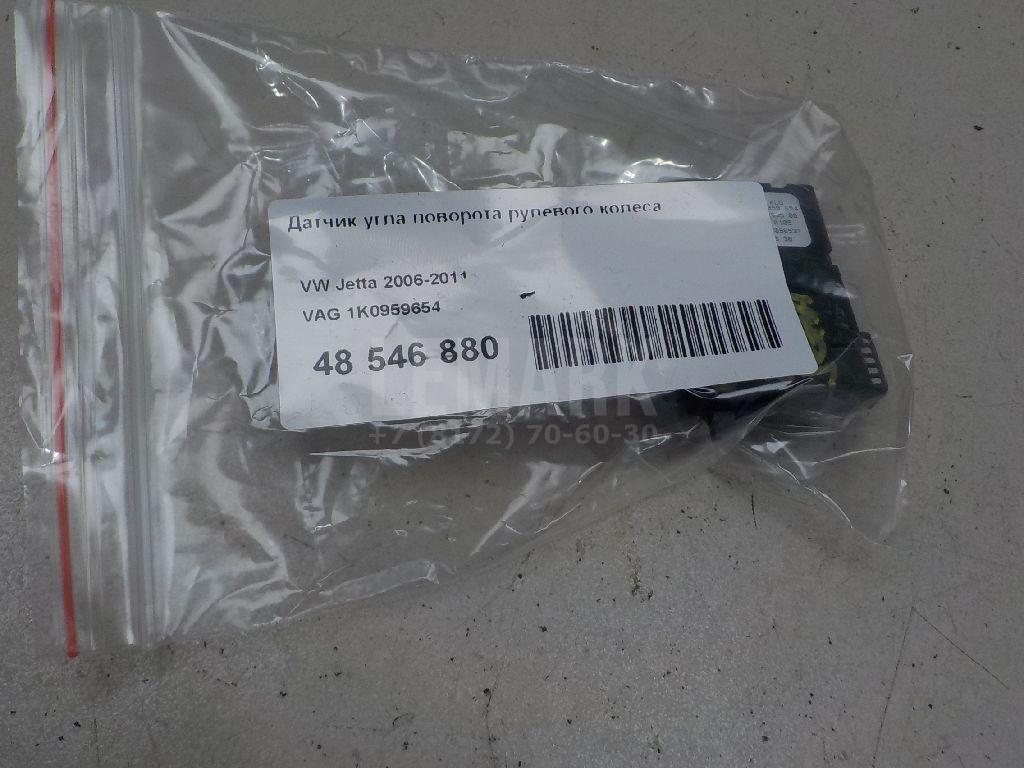 Датчик угла поворота рулевого колеса
VW Jetta 2006-2011
VAG 1K0959654
48 546 880
LEMARK
+7 (8172) 70-60-30